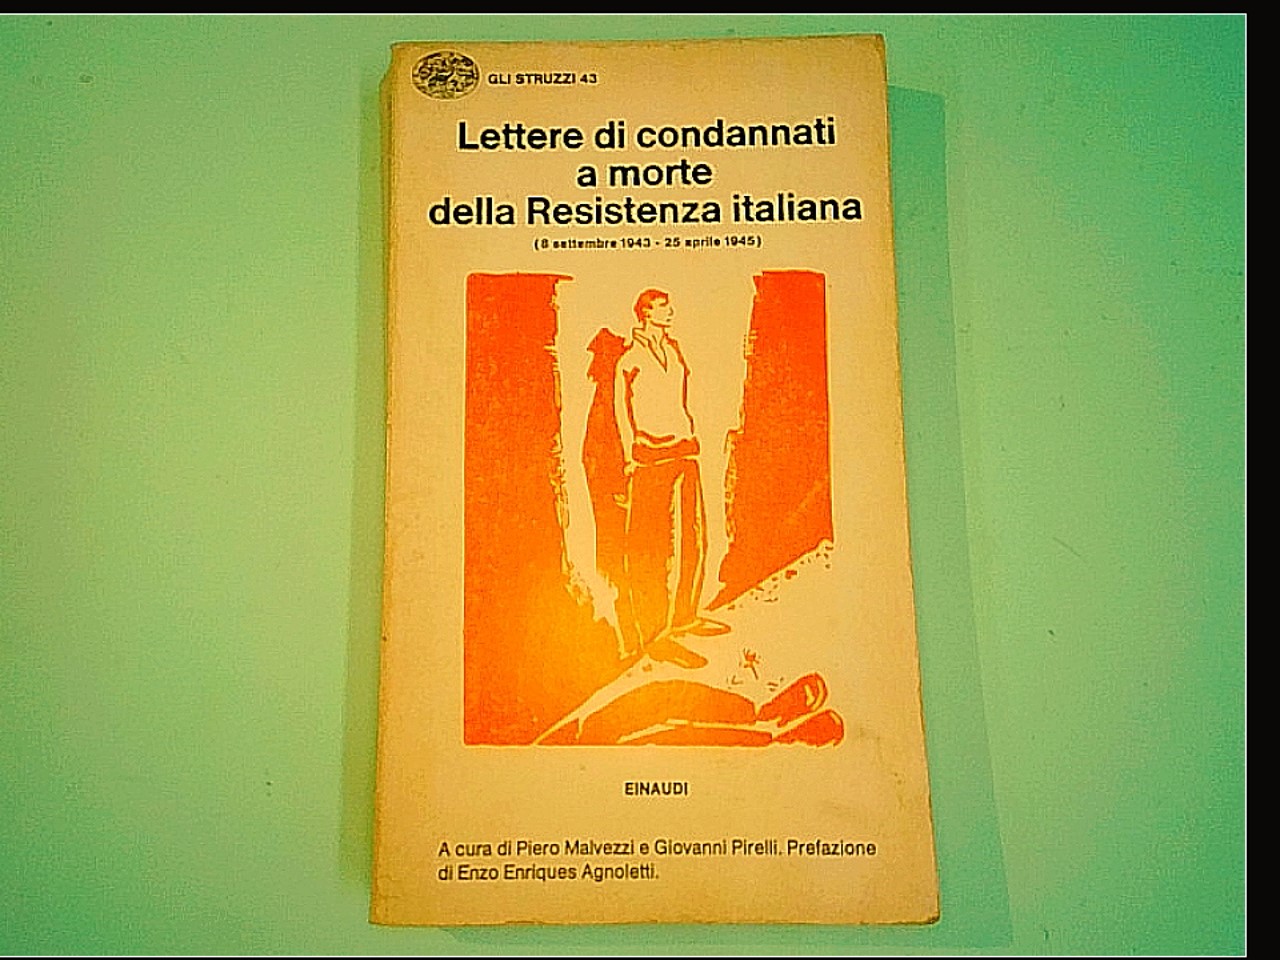 GLI STRUZZI 43
Lettere di condannati
a morte
della Resistenza italiana
(8 settembre 1943 - 25 aprile 1945)
EINAUDI
A cura di Piero Malvezzi e Giovanni Pirelli. Prefazione
di Enzo Enriques Agnoletti.